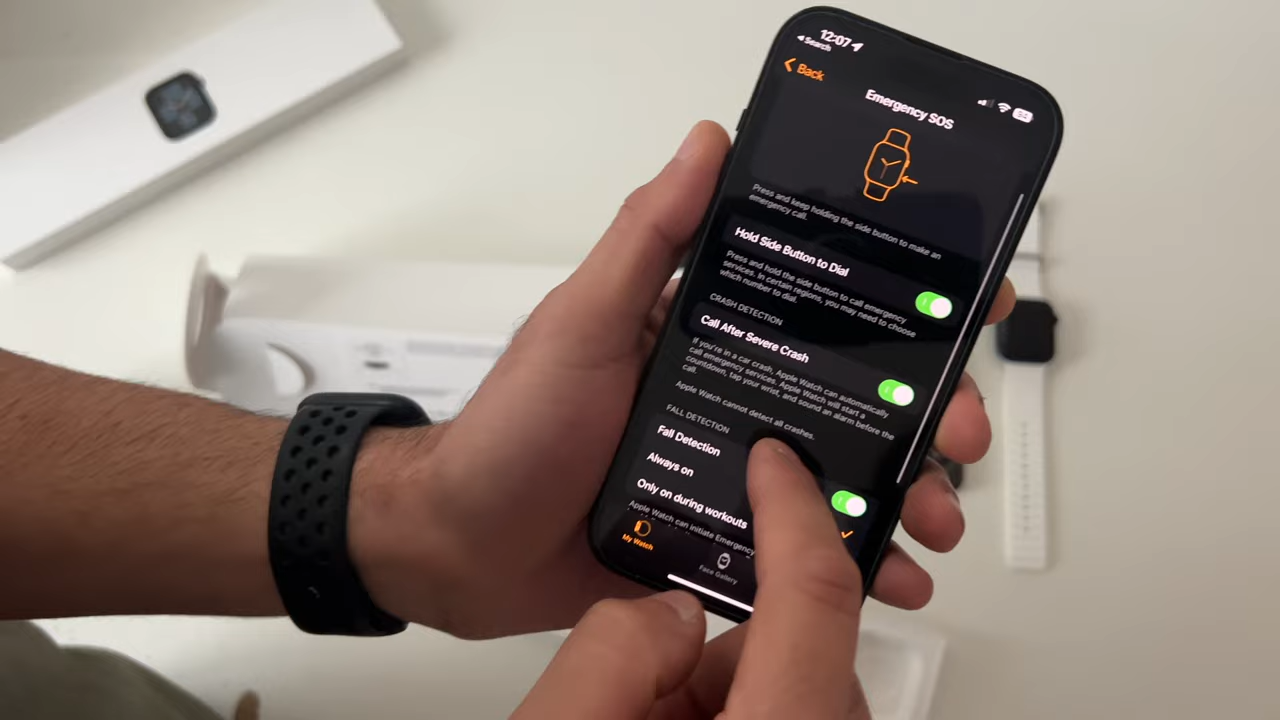 12:07
Search
54
Back
Emergency SOS
Press and keep holding the side button to make an
emergency call.
Hold Side Button to Dial
Press and hold the side button to call emergency
services. In certain regions, you may need to choose
which number to dial.
CRASH DETECTION
Call After Severe Crash
If you're in a car crash, Apple Watch can automatically
call emergency services. Apple Watch will start a
countdown, tap your wrist, and sound an alarm before the
call.
Apple Watch cannot detect all crashes.
FALL DETECTION
Fall Detection
Always on
Only on during workouts
Apple Watch can initiate Emergency
My Watch
Face Gallery